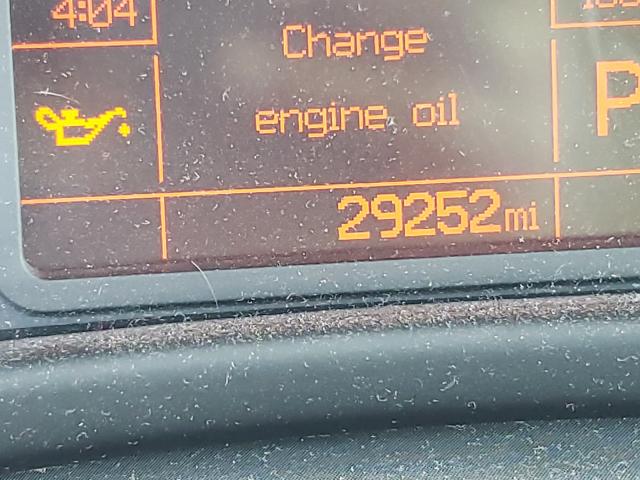 4:04
Change
engine oil
P
29252mi